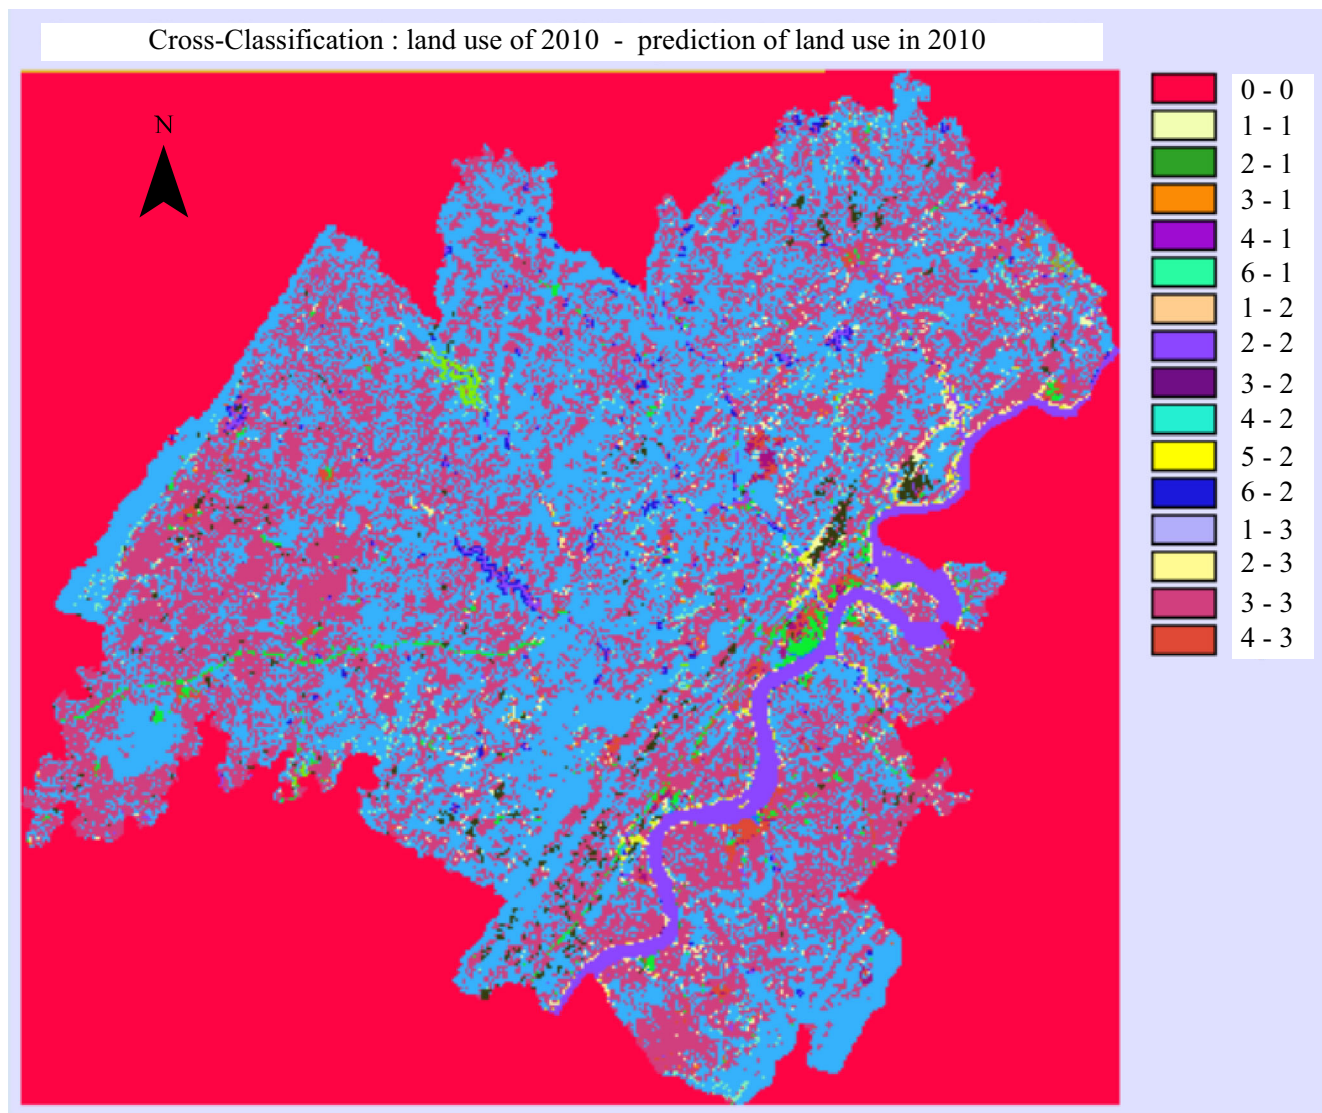 Cross-Classification : land use of 2010 - prediction of land use in 2010
N
0 - 0
1 - 1
2 - 1
3 - 1
4 - 1
6 - 1
1 - 2
2 - 2
3 - 2
4 - 2
5 - 2
6 - 2
1 - 3
2 - 3
3 - 3
4 - 3